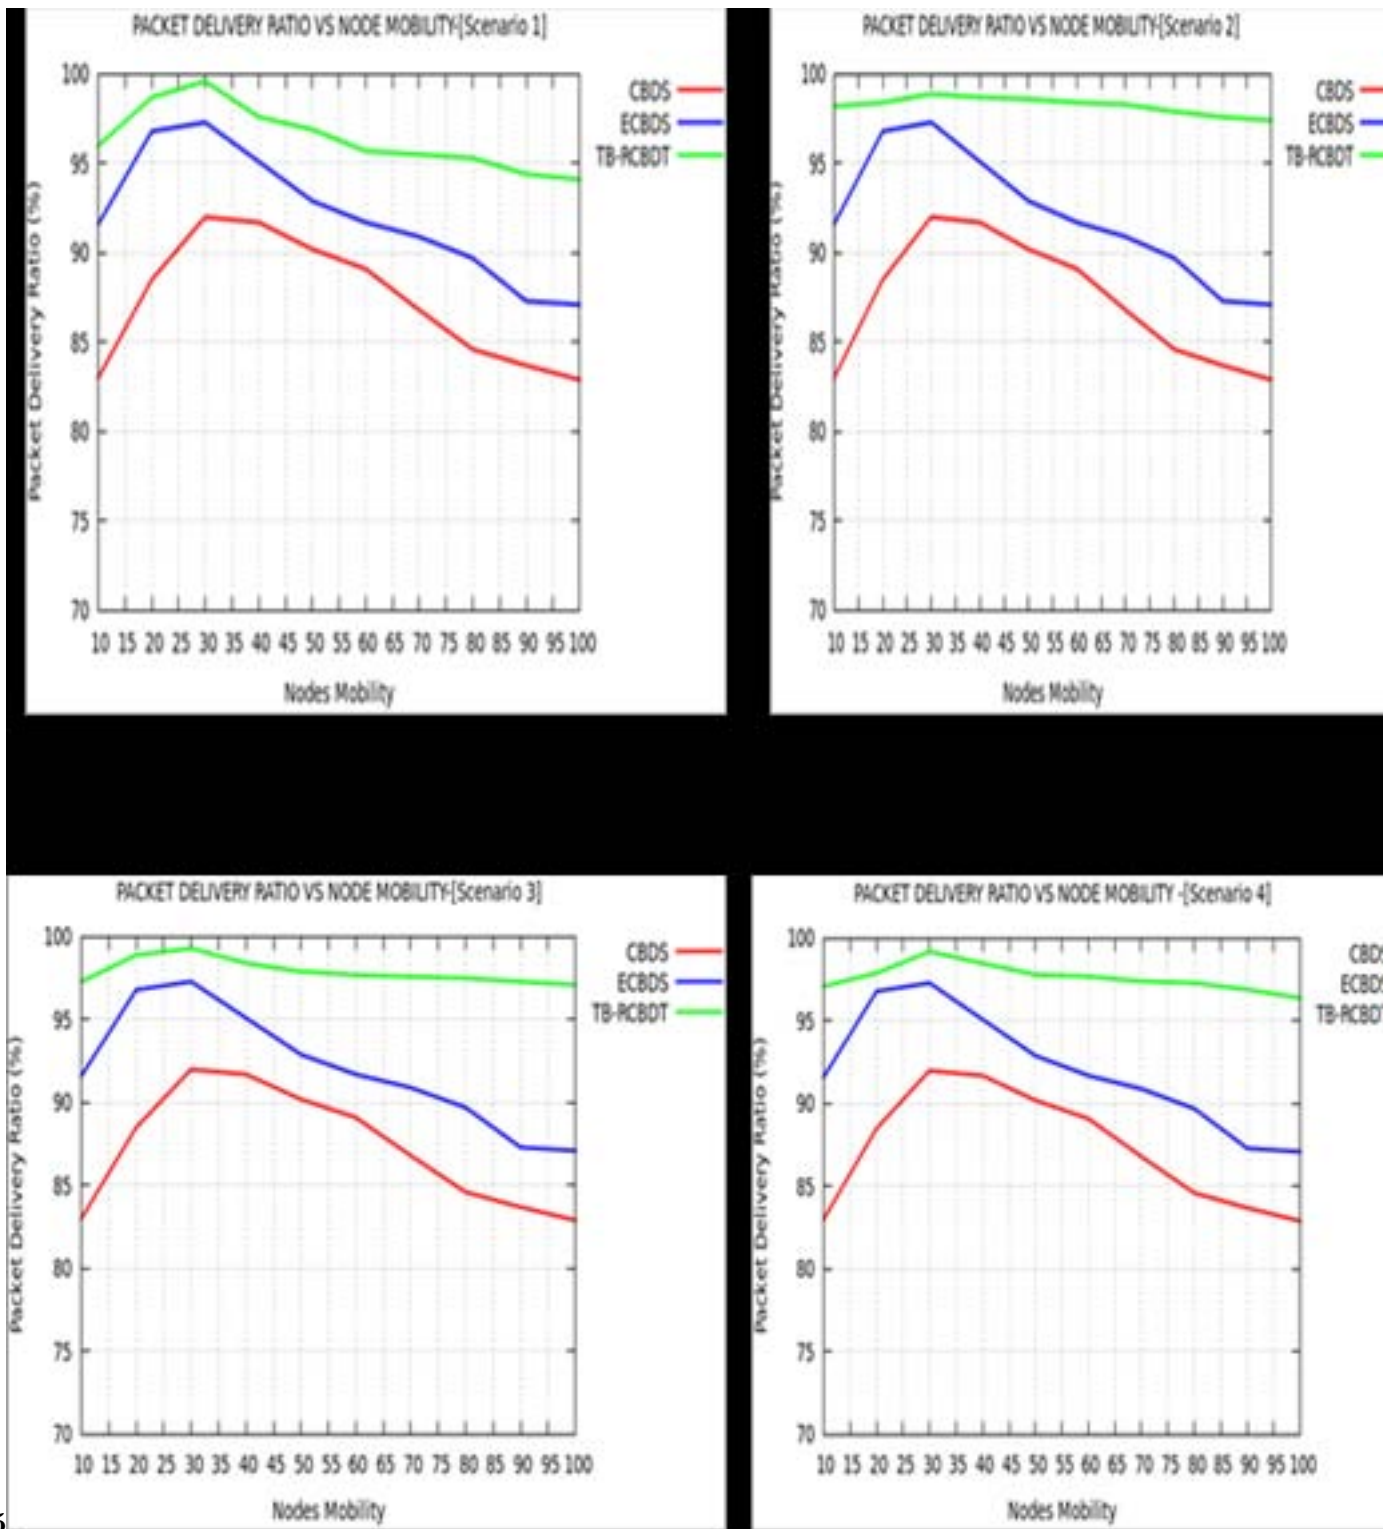 PACKET DELIVERY RATIO VS NODE MOBILITY-[Scenario 1]
100
95
90
85
80
75
70
Packet Delivery Ratio (%)
CBDS
ECBDS
TB-RCBDT
10 15 20 25 30 35 40 45 50 55 60 65 70 75 80 85 90 95 100
Nodes Mobility
PACKET DELIVERY RATIO VS NODE MOBILITY-[Scenario 2]
100
95
90
85
80
75
70
Packet Delivery Ratio (%)
CBDS
ECBDS
TB-RCBDT
10 15 20 25 30 35 40 45 50 55 60 65 70 75 80 85 90 95 100
Nodes Mobility
PACKET DELIVERY RATIO VS NODE MOBILITY-[Scenario 3]
100
95
90
85
80
75
70
Packet Delivery Ratio (%)
CBDS
ECBDS
TB-RCBDT
10 15 20 25 30 35 40 45 50 55 60 65 70 75 80 85 90 95 100
Nodes Mobility
PACKET DELIVERY RATIO VS NODE MOBILITY -[Scenario 4]
100
95
90
85
80
75
70
Packet Delivery Ratio (%)
CBDS
ECBDS
TB-RCBDT
10 15 20 25 30 35 40 45 50 55 60 65 70 75 80 85 90 95 100
Nodes Mobility